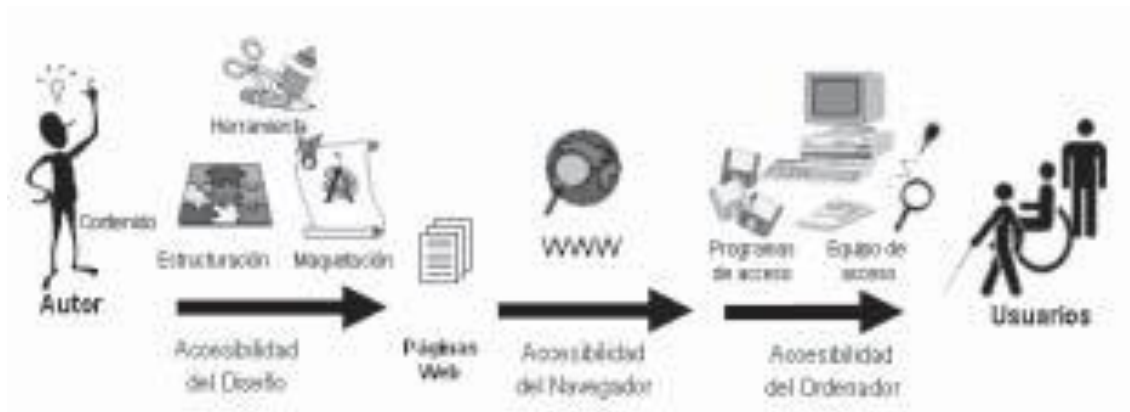 Herramienta
Contenido
Estructuración
Maquetación
Autor
Accesibilidad
del Diseño
Páginas
Web
WWW
Accesibilidad
del Navegador
Programas
de acceso
Equipo de
acceso
Accesibilidad
del Ordenador
Usuarios